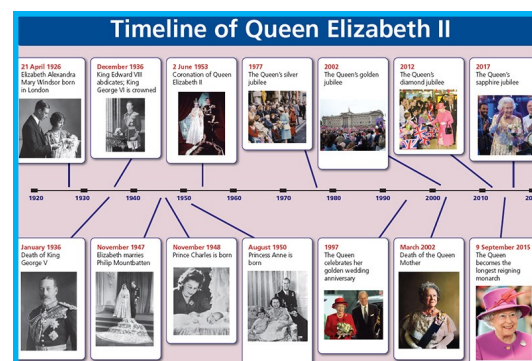 Timeline of Queen Elizabeth II
21 April 1926
Elizabeth Alexandra
Mary Windsor born
in London
December 1936
King Edward VIII
abdicates; King
George VI is crowned
2 June 1953
Coronation of Queen
Elizabeth II
1977
The Queen's silver
jubilee
2002
The Queen's golden
jubilee
2012
The Queen's
diamond jubilee
2017
The Queen's
sapphire jubilee
1920 1930 1940 1950 1960 1970 1980 1990 2000 2010
January 1936
Death of King
George V
November 1947
Elizabeth marries
Philip Mountbatten
November 1948
Prince Charles is born
August 1950
Princess Anne is
born
1997
The Queen
celebrates her
golden wedding
anniversary
March 2002
Death of the Queen
Mother
9 September 2015
The Queen
becomes the
longest reigning
monarch